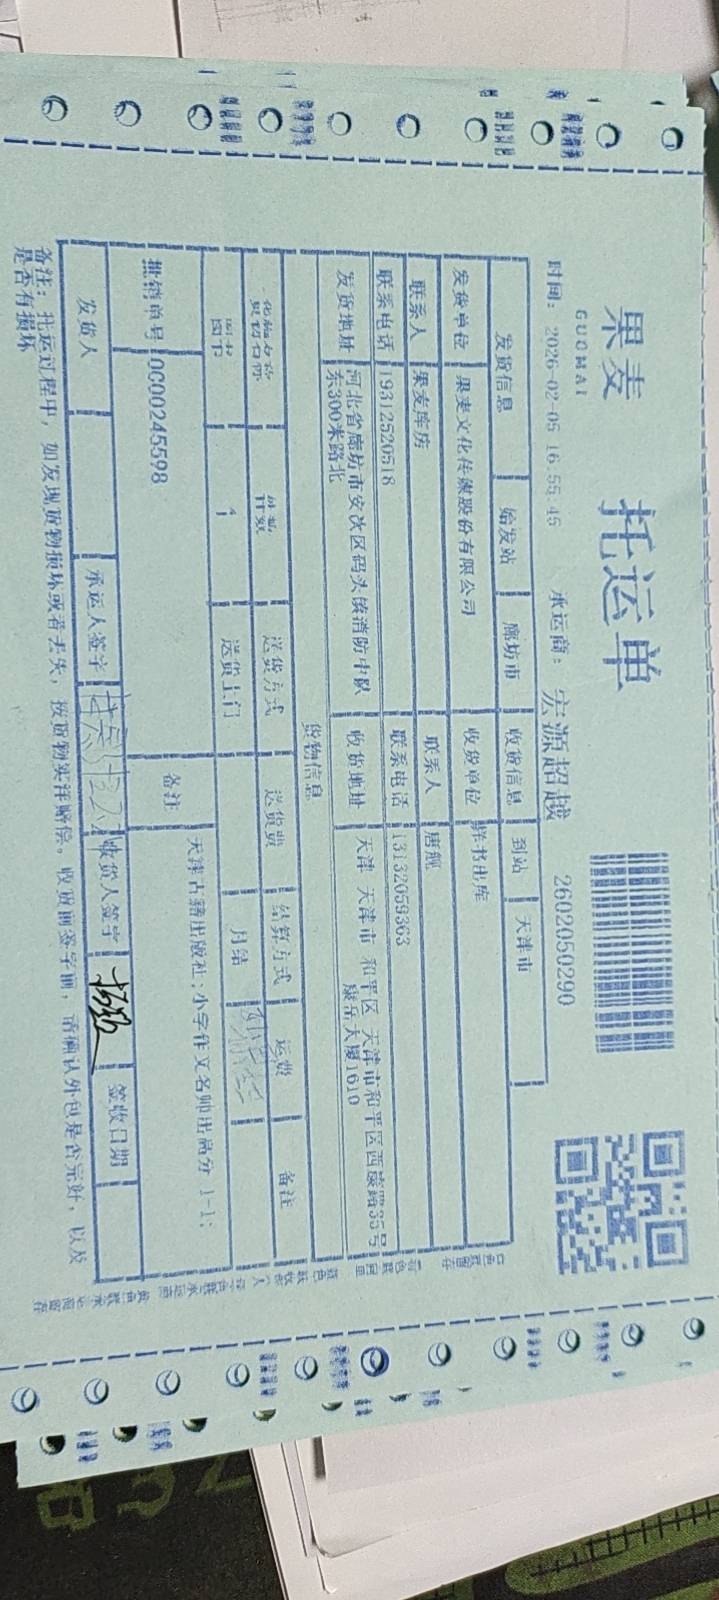 果麦 托运单
GUOMAI
时间: 2026-02-05 16:55:45 承运商: 宏源超越 2602050290
发货信息 始发站 廊坊市 收货信息 到站 天津市
发货单位 果麦文化传媒股份有限公司 收货单位 样书出库
联系人 果麦库房 联系人 唐舰
联系电话 19312520518 联系电话 13132059363
发货地址 河北省廊坊市安次区码头镇消防中队东300米路北 收货地址 天津 天津市 和平区 天津市和平区西康路35号康岳大厦1610
货物信息
货物名称 件数 送货方式 送货费 结算方式 运费 备注
图书 1 送货上门 月结
推销单号 0C00245598 备注 天津古籍出版社:小学作文名师出高分 1-1;
发货人 承运人签字 收货人签字 签收日期
备注: 托运过程中, 如发现货物损坏或者丢失, 按货物实洋赔偿。收货前签字前, 请确认外包是否完好, 以及
是否有损坏